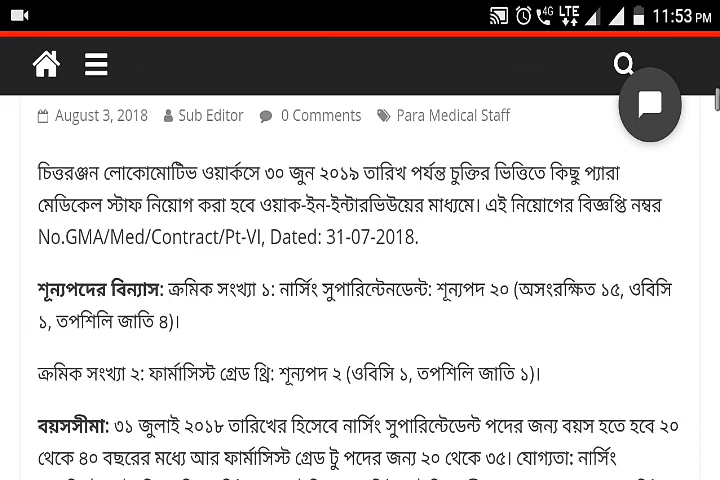 4G LTE 11:53 PM
August 3, 2018 Sub Editor 0 Comments Para Medical Staff
চিত্তরঞ্জন লোকোমোটিভ ওয়ার্কসে ৩০ জুন ২০১৯ তারিখ পর্যন্ত চুক্তির ভিত্তিতে কিছু প্যারা
মেডিকেল স্টাফ নিয়োগ করা হবে ওয়াক-ইন-ইন্টারভিউয়ের মাধ্যমে। এই নিয়োগের বিজ্ঞপ্তি নম্বর
No.GMA/Med/Contract/Pt-VI, Dated: 31-07-2018.
শূন্যপদের বিন্যাস: ক্রমিক সংখ্যা ১: নার্সিং সুপারিন্টেনডেন্ট: শূন্যপদ ২০ (অসংরক্ষিত ১৫, ওবিসি
১, তপশিলি জাতি ৪)।
ক্রমিক সংখ্যা ২: ফার্মাসিস্ট গ্রেড থ্রি: শূন্যপদ ২ (ওবিসি ১, তপশিলি জাতি ১)।
বয়সসীমা: ৩১ জুলাই ২০১৮ তারিখের হিসেবে নার্সিং সুপারিন্টেডেন্ট পদের জন্য বয়স হতে হবে ২০
থেকে ৪০ বছরের মধ্যে আর ফার্মাসিস্ট গ্রেড টু পদের জন্য ২০ থেকে ৩৫। যোগ্যতা: নার্সিং